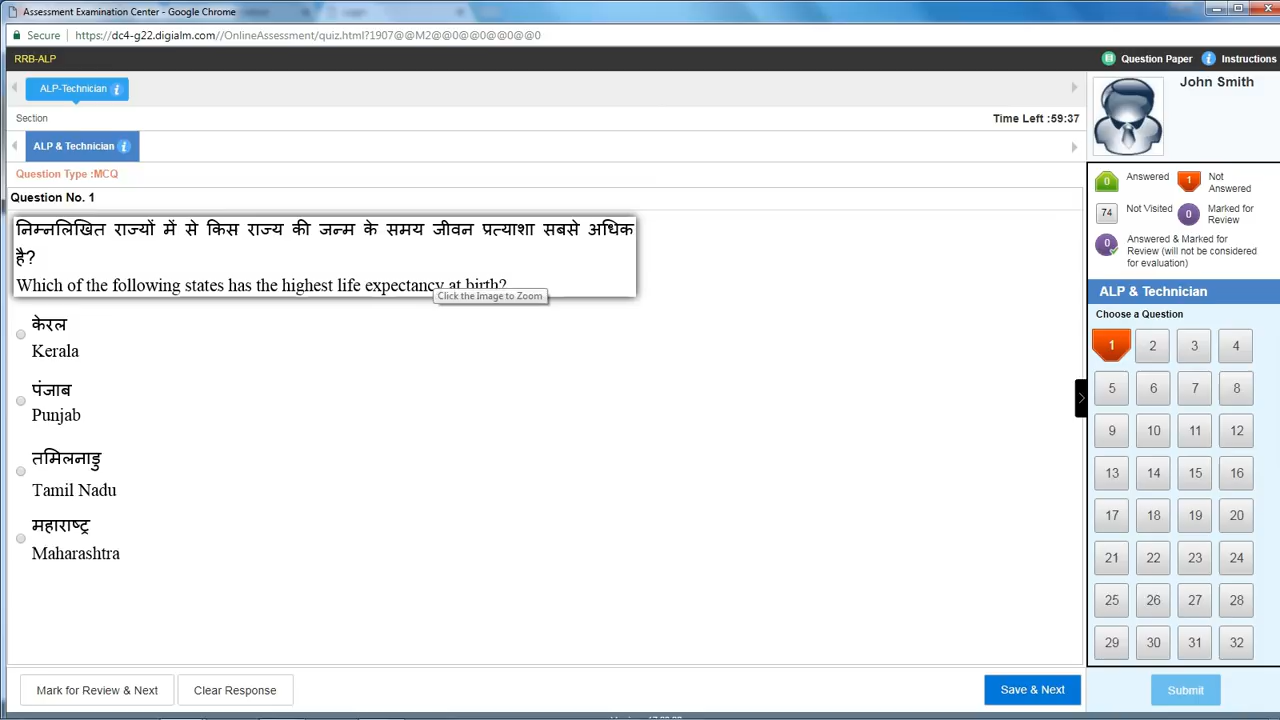 Assessment Examination Center - Google Chrome
Secure https://dc4-g22.digialm.com//OnlineAssessment/quiz.html?1907@@M2@@0@@0@@0@@0
RRB-ALP
Question Paper
Instructions
ALP-Technician
Section
Time Left :59:37
ALP & Technician
Question Type :MCQ
Question No. 1
निम्नलिखित राज्यों में से किस राज्य की जन्म के समय जीवन प्रत्याशा सबसे अधिक
है?
Which of the following states has the highest life expectancy at birth?
Click the Image to Zoom
केरल
Kerala
पंजाब
Punjab
तमिलनाडु
Tamil Nadu
महाराष्ट्र
Maharashtra
Mark for Review & Next
Clear Response
Save & Next
John Smith
0 Answered
1 Not
Answered
74 Not Visited
0 Marked for
Review
0 Answered & Marked for
Review (will not be considered
for evaluation)
ALP & Technician
Choose a Question
1 2 3 4
5 6 7 8
9 10 11 12
13 14 15 16
17 18 19 20
21 22 23 24
25 26 27 28
29 30 31 32
Submit